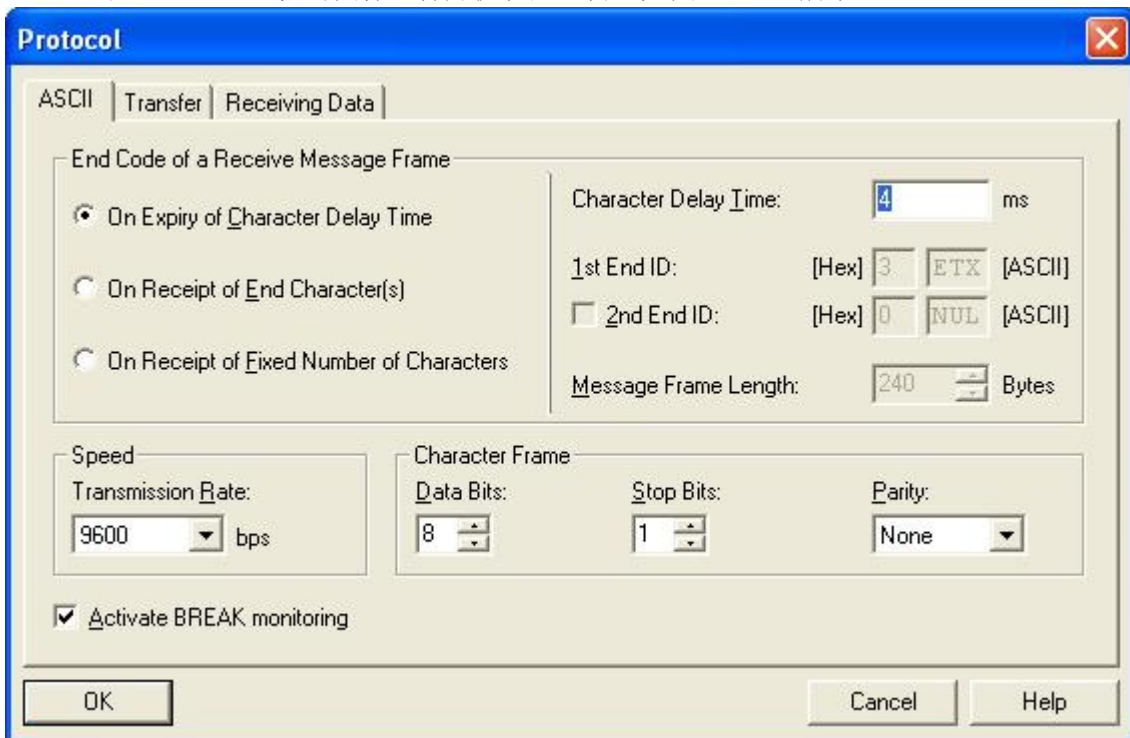 Protocol
ASCII
Transfer
Receiving Data
End Code of a Receive Message Frame
On Expiry of Character Delay Time
On Receipt of End Character(s)
On Receipt of Fixed Number of Characters
Character Delay Time: 4 ms
1st End ID: [Hex] 3 ETX [ASCII]
2nd End ID: [Hex] 0 NUL [ASCII]
Message Frame Length: 240 Bytes
Speed
Transmission Rate:
9600 bps
Character Frame
Data Bits: Stop Bits: Parity:
8 1 None
Activate BREAK monitoring
OK Cancel Help